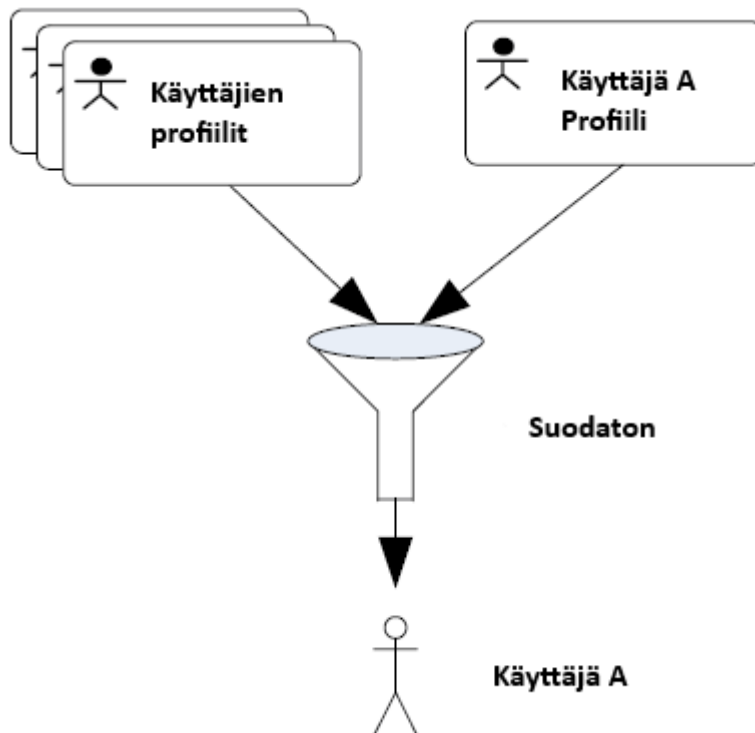 Käyttäjien
profiilit
Käyttäjä A
Profiili
Suodaton
Käyttäjä A